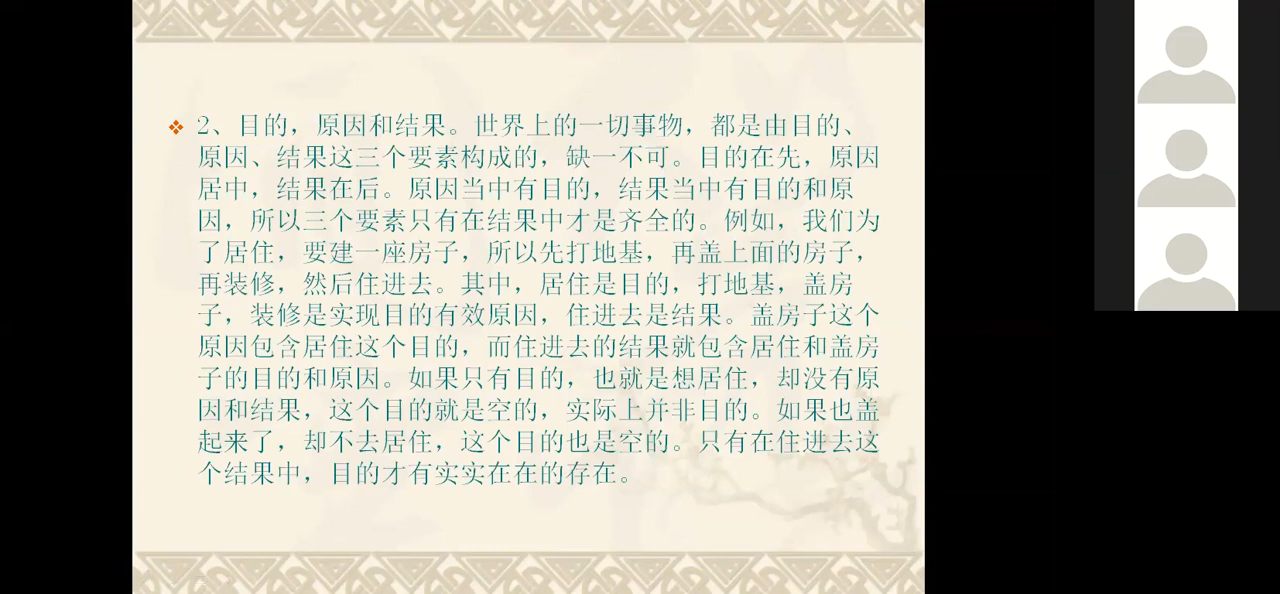 2、目的，原因和结果。世界上的一切事物，都是由目的、
原因、结果这三个要素构成的，缺一不可。目的在先，原因
居中，结果在后。原因当中有目的，结果当中有目的和原
因，所以三个要素只有在结果中才是齐全的。例如，我们为
了居住，要建一座房子，所以先打地基，再盖上面的房子，
再装修，然后住进去。其中，居住是目的，打地基，盖房
子，装修是实现目的有效原因，住进去是结果。盖房子这个
原因包含居住这个目的，而住进去的结果就包含居住和盖房
子的目的和原因。如果只有目的，也就是想居住，却没有原
因和结果，这个目的就是空的，实际上并非目的。如果也盖
起来了，却不去居住，这个目的也是空的。只有在住进去这
个结果中，目的才有实实在在的存在。